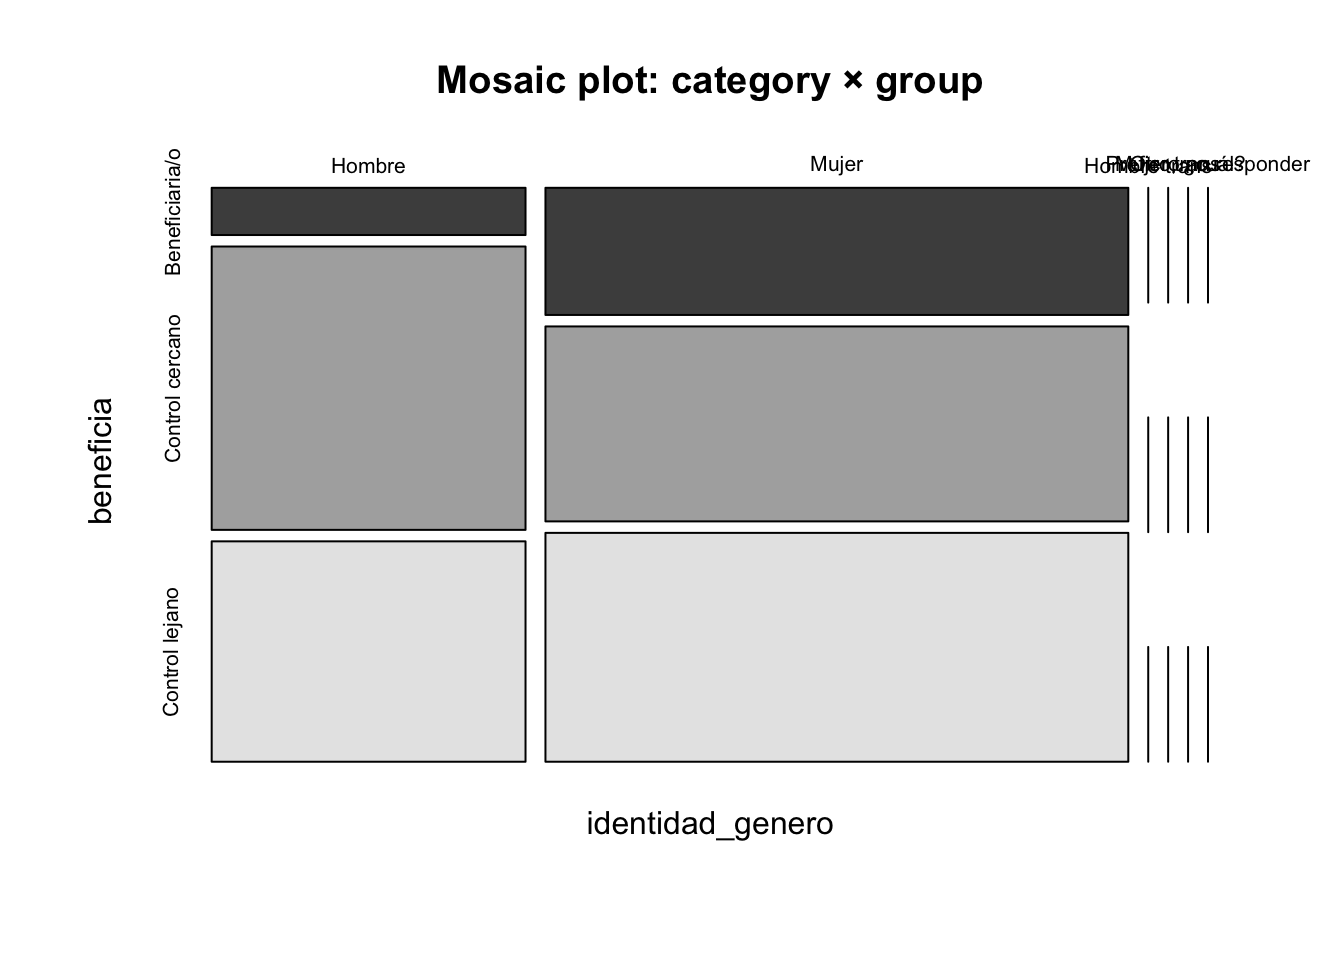 Mosaic plot: category × group
Hombre
Mujer
Beneficiaria/o
Control cercano
Control lejano
beneficia
identidad_genero